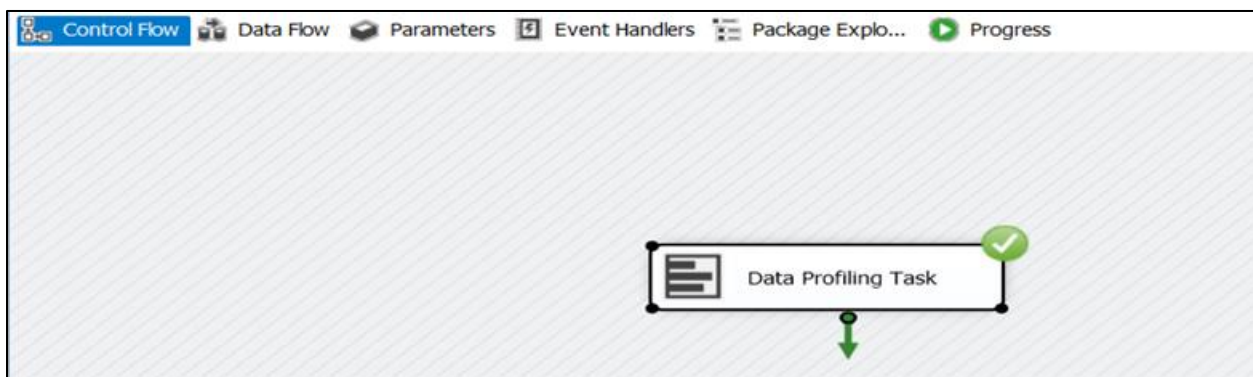 Control Flow Data Flow Parameters Event Handlers Package Explo... Progress
Data Profiling Task